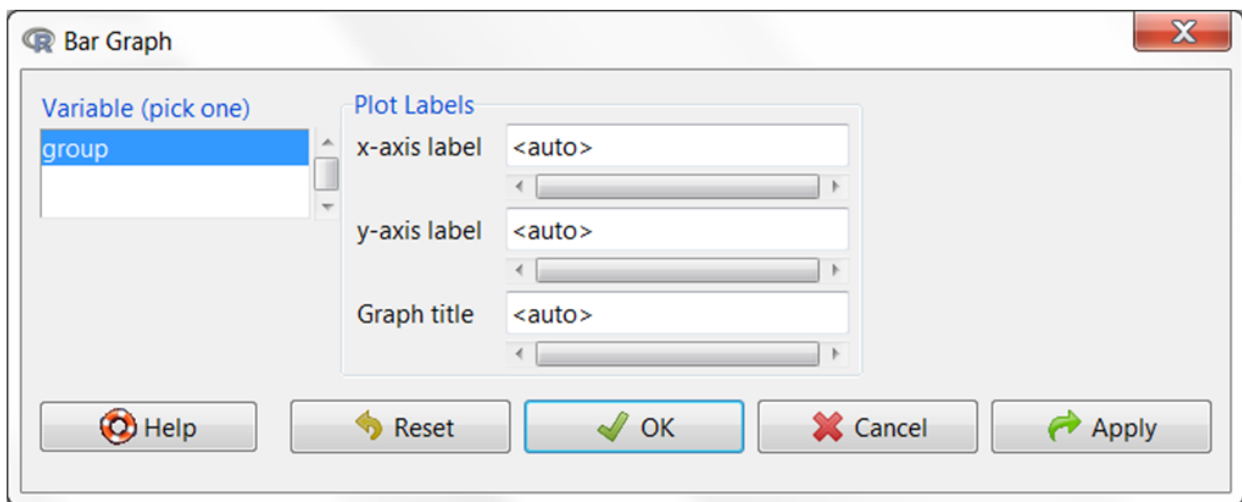 Bar Graph
Variable (pick one)
group
Plot Labels
x-axis label <auto>
y-axis label <auto>
Graph title <auto>
Help Reset OK Cancel Apply